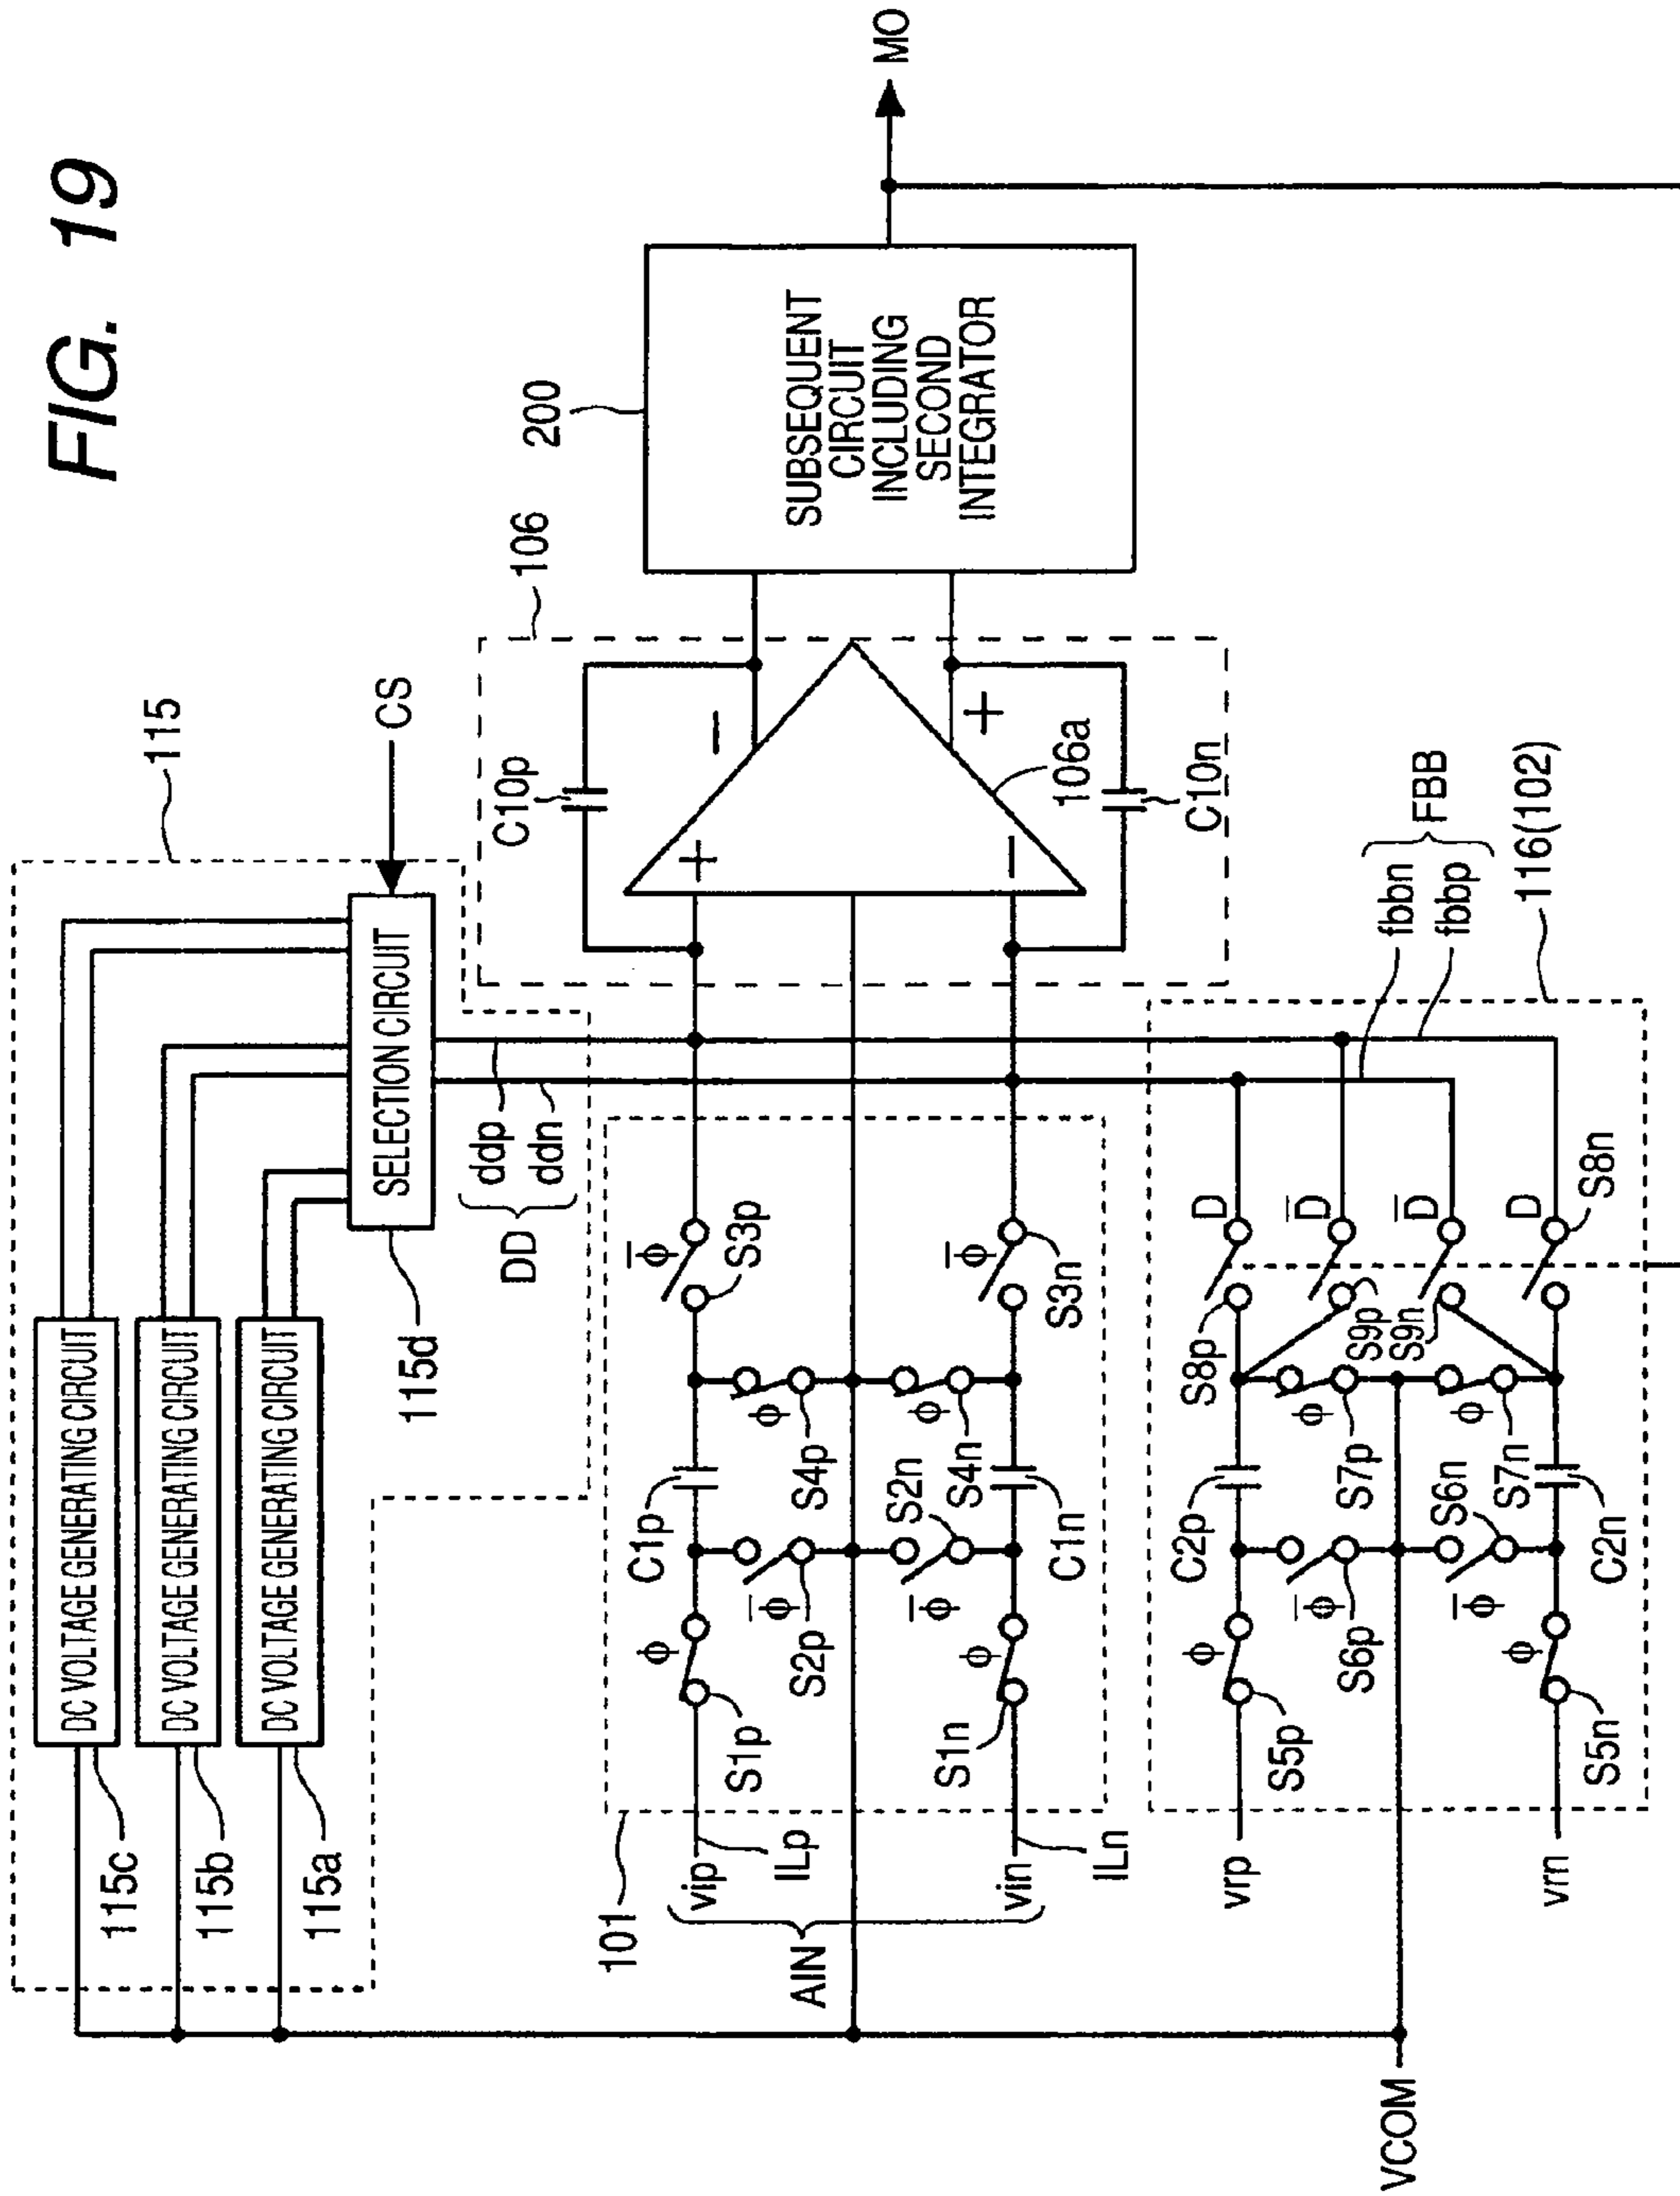 FIG. 19
115
CS
DC VOLTAGE GENERATING CIRCUIT
DC VOLTAGE GENERATING CIRCUIT
DC VOLTAGE GENERATING CIRCUIT
SELECTION CIRCUIT
115c
115b
115a
115d
ddp
ddn
DD
106
C10p
+
−
−
+
106a
C10n
200
SUBSEQUENT
CIRCUIT
INCLUDING
SECOND
INTEGRATOR
MO
101
AIN
vip
ILp
vin
ILn
S1p
ϕ
S2p
ϕ̅
C1p
S4p
ϕ
S3p
ϕ̅
S1n
ϕ
S2n
ϕ̅
C1n
S4n
ϕ
S3n
ϕ̅
VCOM
vrp
vrn
S5p
ϕ
S6p
ϕ̅
C2p
S7p
ϕ
S8p
D
S9p
D̅
S9n
D̅
S8n
D
S5n
ϕ
S6n
ϕ̅
C2n
S7n
ϕ
fbbn
fbbp
FBB
116(102)